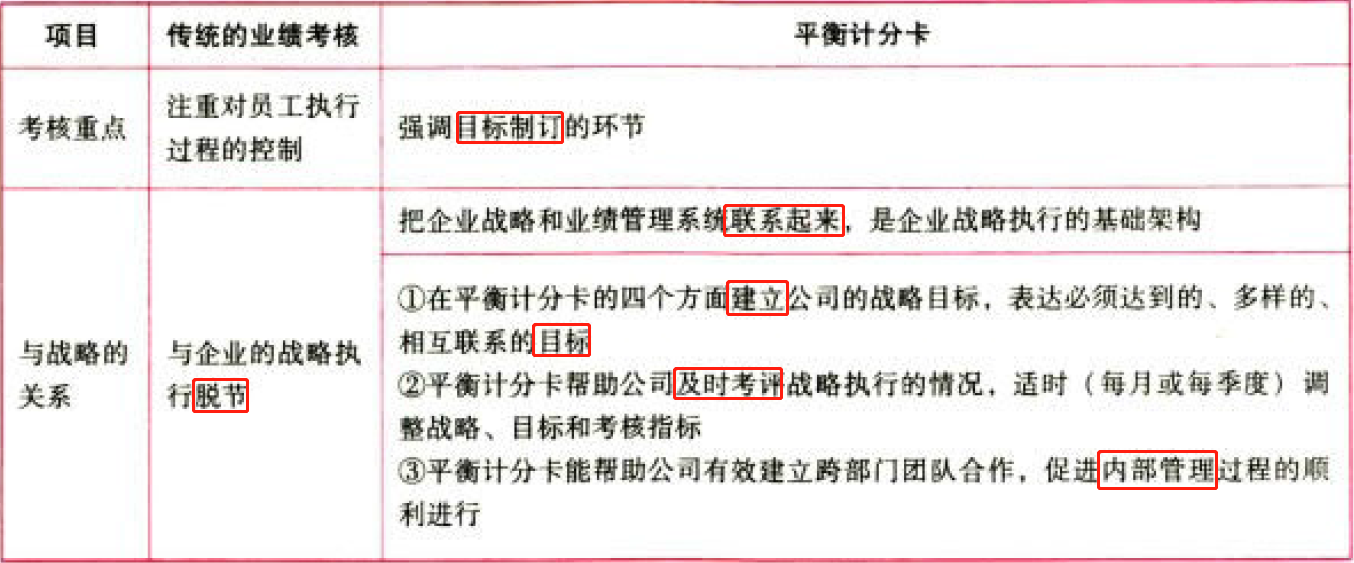 项目 传统的业绩考核 平衡计分卡
考核重点
注重对员工执行
过程的控制
强调目标制订的环节
与战略的
关系
与企业的战略执
行脱节
把企业战略和业绩管理系统联系起来，是企业战略执行的基础架构
①在平衡计分卡的四个方面建立公司的战略目标，表达必须达到的、多样的、
相互联系的目标
②平衡计分卡帮助公司及时考评战略执行的情况，适时（每月或每季度）调
整战略、目标和考核指标
③平衡计分卡能帮助公司有效建立跨部门团队合作，促进内部管理过程的顺
利进行